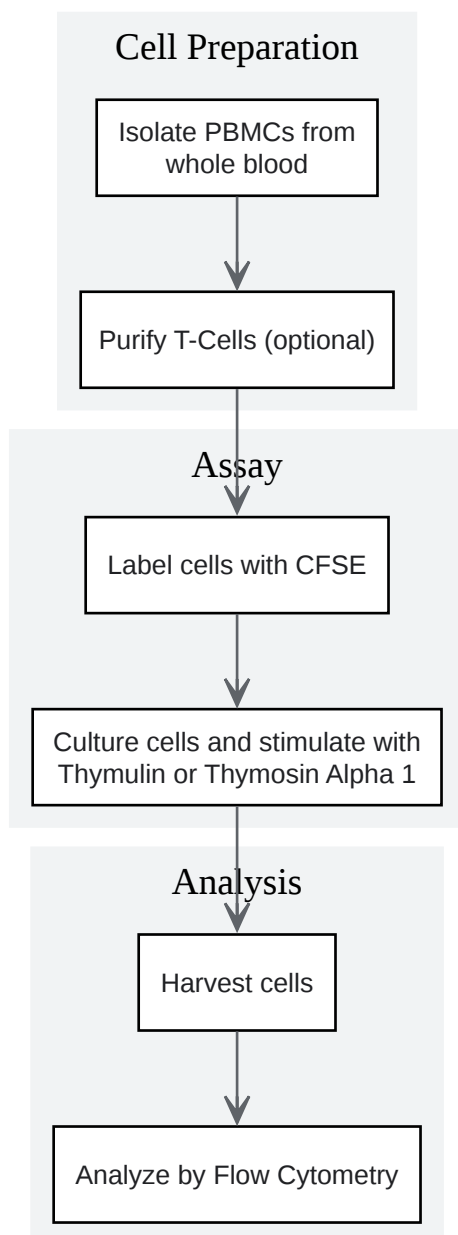 Cell Preparation
Isolate PBMCs from
whole blood
Purify T-Cells (optional)
Assay
Label cells with CFSE
Culture cells and stimulate with
Thymulin or Thymosin Alpha 1
Analysis
Harvest cells
Analyze by Flow Cytometry